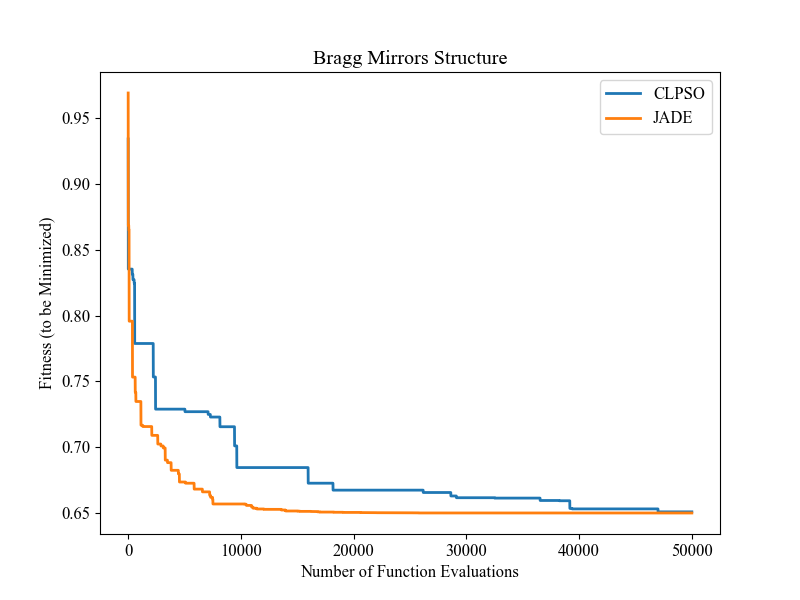 Bragg Mirrors Structure
CLPSO
JADE
Fitness (to be Minimized)
0.95
0.90
0.85
0.80
0.75
0.70
0.65
0
10000
20000
30000
40000
50000
Number of Function Evaluations